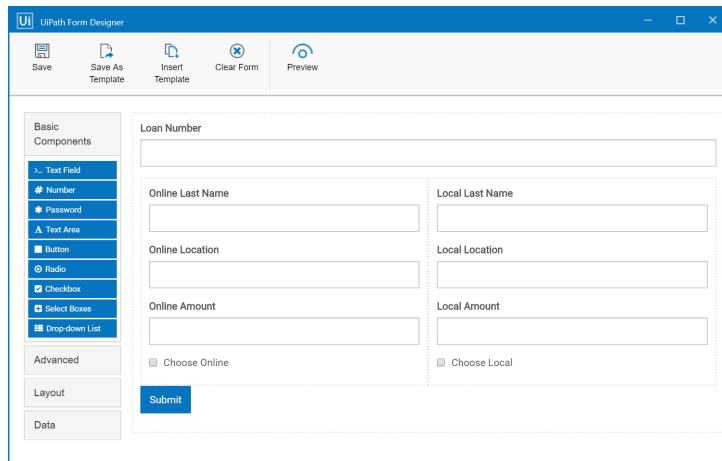 Ui UiPath Form Designer
Save
Save As
Template
Insert
Template
Clear Form
Preview
Basic
Components
>_ Text Field
# Number
✱ Password
A Text Area
Button
Radio
Checkbox
Select Boxes
Drop-down List
Advanced
Layout
Data
Loan Number
Online Last Name
Local Last Name
Online Location
Local Location
Online Amount
Local Amount
Choose Online
Choose Local
Submit